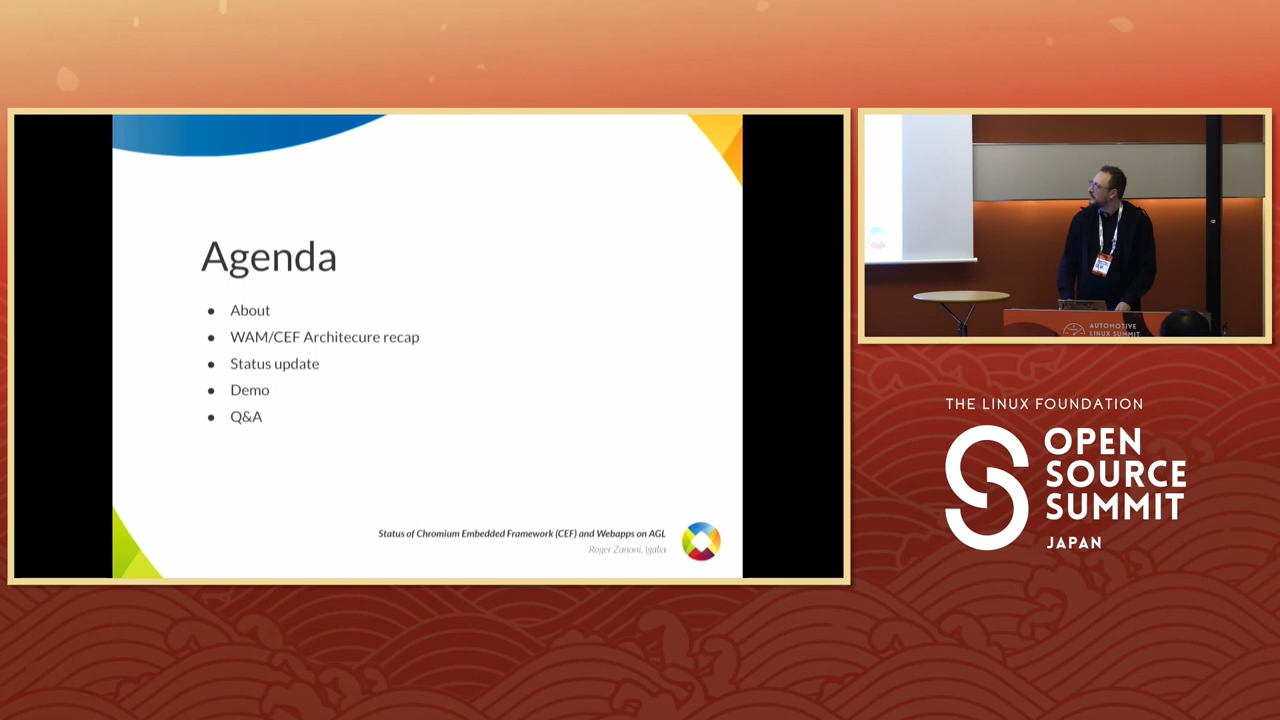 Agenda
● About
● WAM/CEF Architecure recap
● Status update
● Demo
● Q&A
Status of Chromium Embedded Framework (CEF) and Webapps on AGL
Roger Zanoni, Igalia
AUTOMOTIVE
LINUX SUMMIT
THE LINUX FOUNDATION
OPEN
SOURCE
SUMMIT
JAPAN